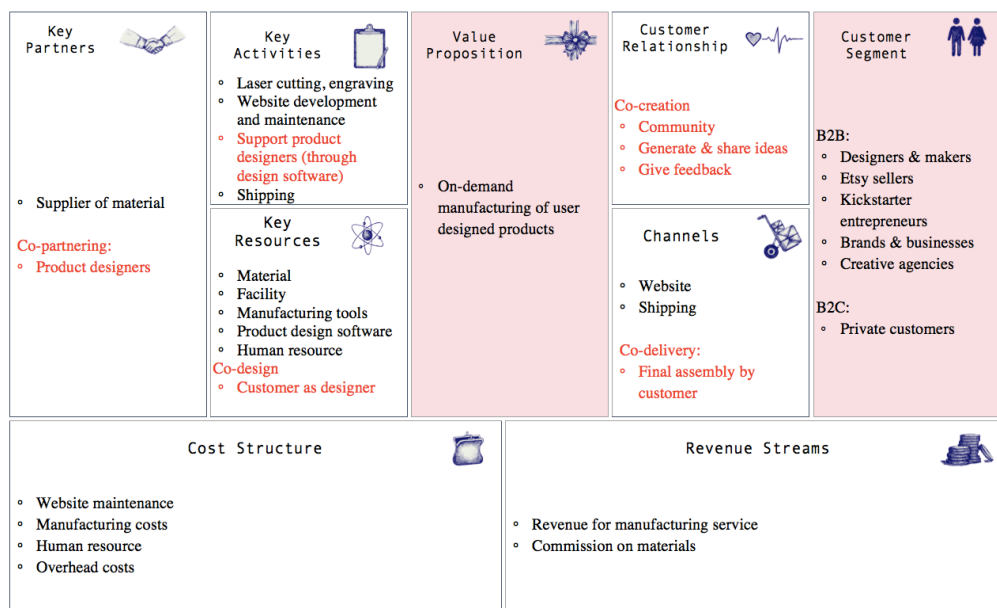 Key
Partners
Supplier of material
Co-partnering:
Product designers
Key
Activities
Laser cutting, engraving
Website development
and maintenance
Support product
designers (through
design software)
Shipping
Key
Resources
Material
Facility
Manufacturing tools
Product design software
Human resource
Co-design
Customer as designer
Value
Proposition
On-demand
manufacturing of user
designed products
Customer
Relationship
Co-creation
Community
Generate & share ideas
Give feedback
Channels
Website
Shipping
Co-delivery:
Final assembly by
customer
Customer
Segment
B2B:
Designers & makers
Etsy sellers
Kickstarter
entrepreneurs
Brands & businesses
Creative agencies
B2C:
Private customers
Cost Structure
Website maintenance
Manufacturing costs
Human resource
Overhead costs
Revenue Streams
Revenue for manufacturing service
Commission on materials